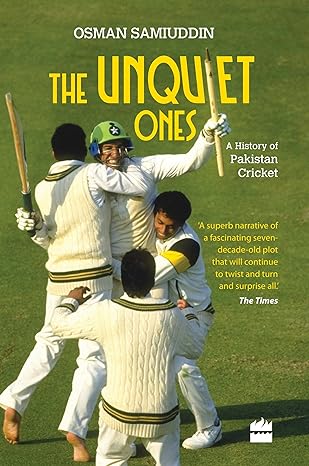 OSMAN SAMIUDDIN
THE UNQUIET
ONES
A History of
Pakistan
Cricket
‘A superb narrative of
a fascinating seven-
decade-old plot
that will continue
to twist and turn
and surprise all.’
The Times